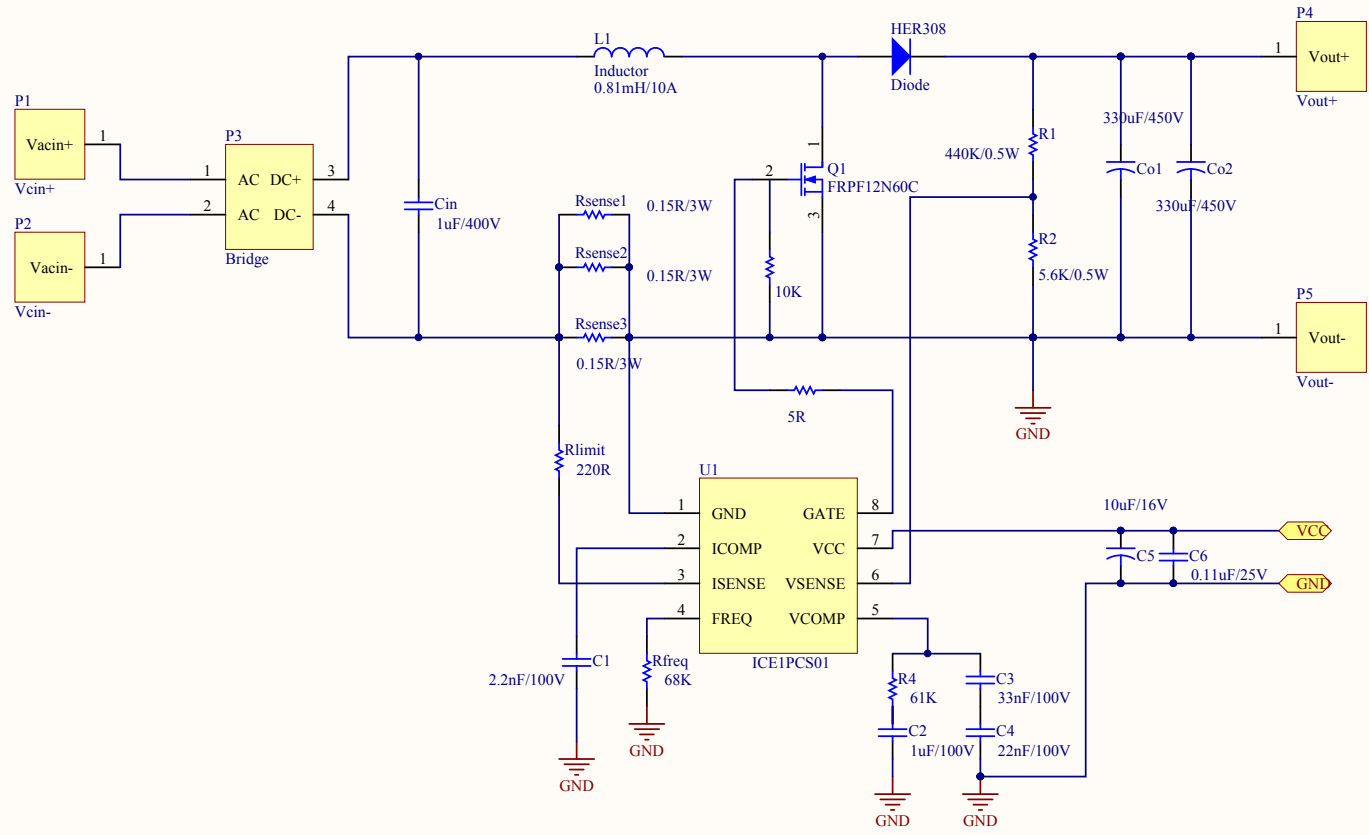 P1
Vacin+
1
Vcin+
P2
Vacin-
1
Vcin-
P3
1
AC DC+
3
2
AC DC-
4
Bridge
Cin
1uF/400V
L1
Inductor
0.81mH/10A
HER308
Diode
P4
1
Vout+
Vout+
Rsense1
0.15R/3W
Rsense2
0.15R/3W
Rsense3
0.15R/3W
1
2
3
Q1
FRPF12N60C
10K
R1
440K/0.5W
R2
5.6K/0.5W
330uF/450V
Co1
Co2
330uF/450V
P5
1
Vout-
Vout-
GND
5R
Rlimit
220R
U1
1
GND
GATE
8
2
ICOMP
VCC
7
3
ISENSE
VSENSE
6
4
FREQ
VCOMP
5
ICE1PCS01
10uF/16V
VCC
C5
C6
0.11uF/25V
GND
C1
2.2nF/100V
GND
Rfreq
68K
GND
R4
61K
C2
1uF/100V
GND
C3
33nF/100V
C4
22nF/100V
GND